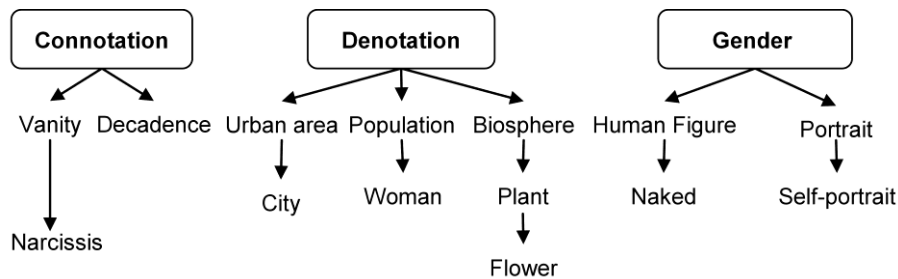 Connotation
Denotation
Gender
Vanity Decadence Urban area Population Biosphere Human Figure Portrait
City Woman Plant Naked Self-portrait
Narcissis
Flower